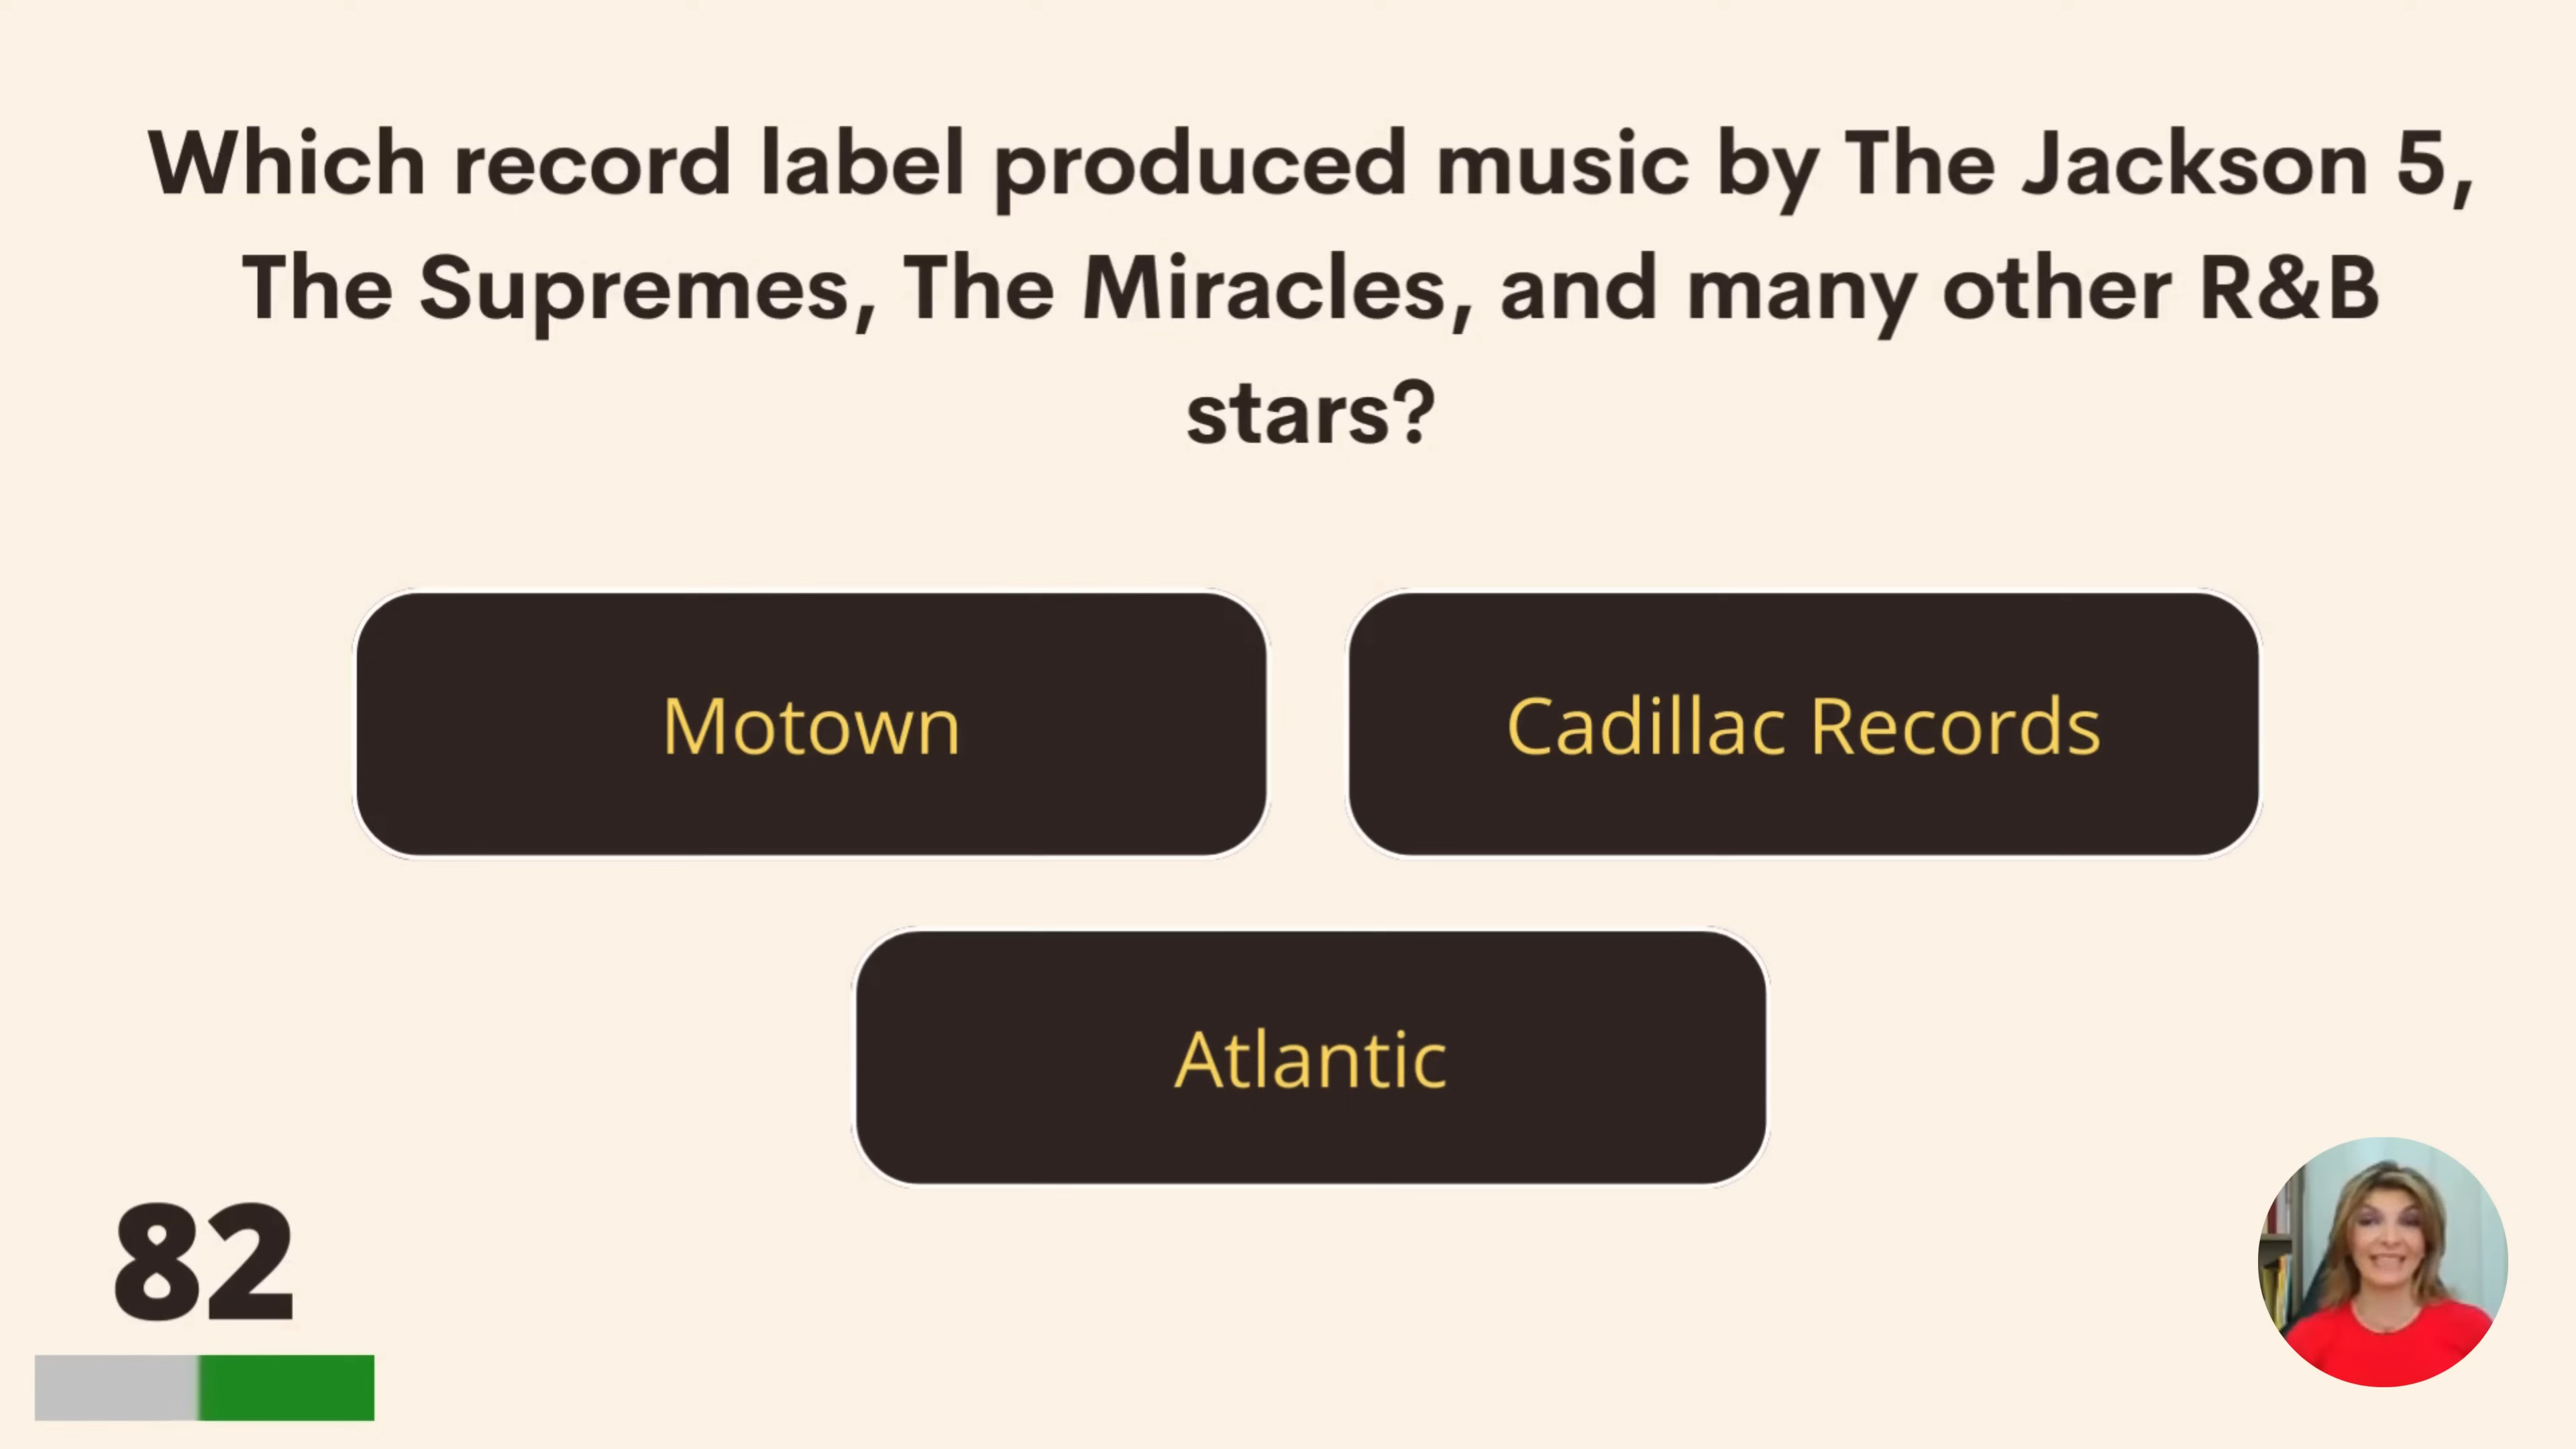 Which record label produced music by The Jackson 5,
The Supremes, The Miracles, and many other R&B
stars?
Motown
Cadillac Records
Atlantic
82